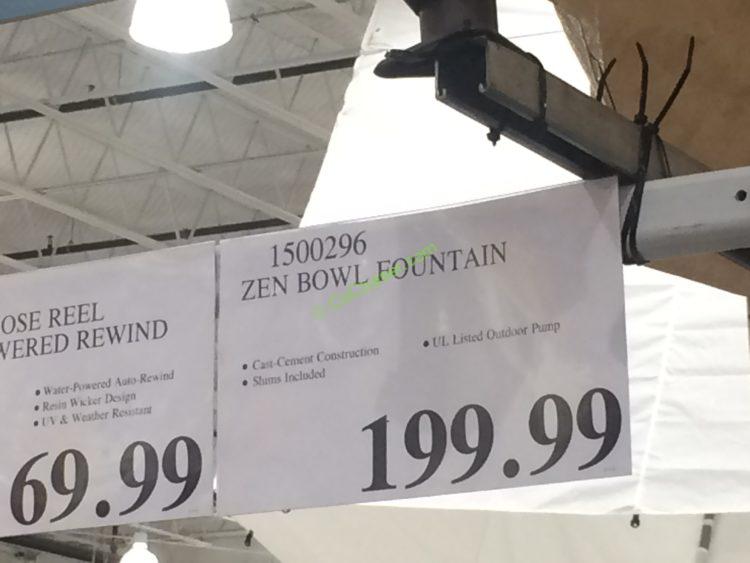 OSE REEL
WERED REWIND
• Water-Powered Auto-Rewind
• Resin Wicker Design
• UV & Weather Resistant
69.99
1500296
ZEN BOWL FOUNTAIN
• Cast-Cement Construction
• Shims Included
• UL Listed Outdoor Pump
199.99